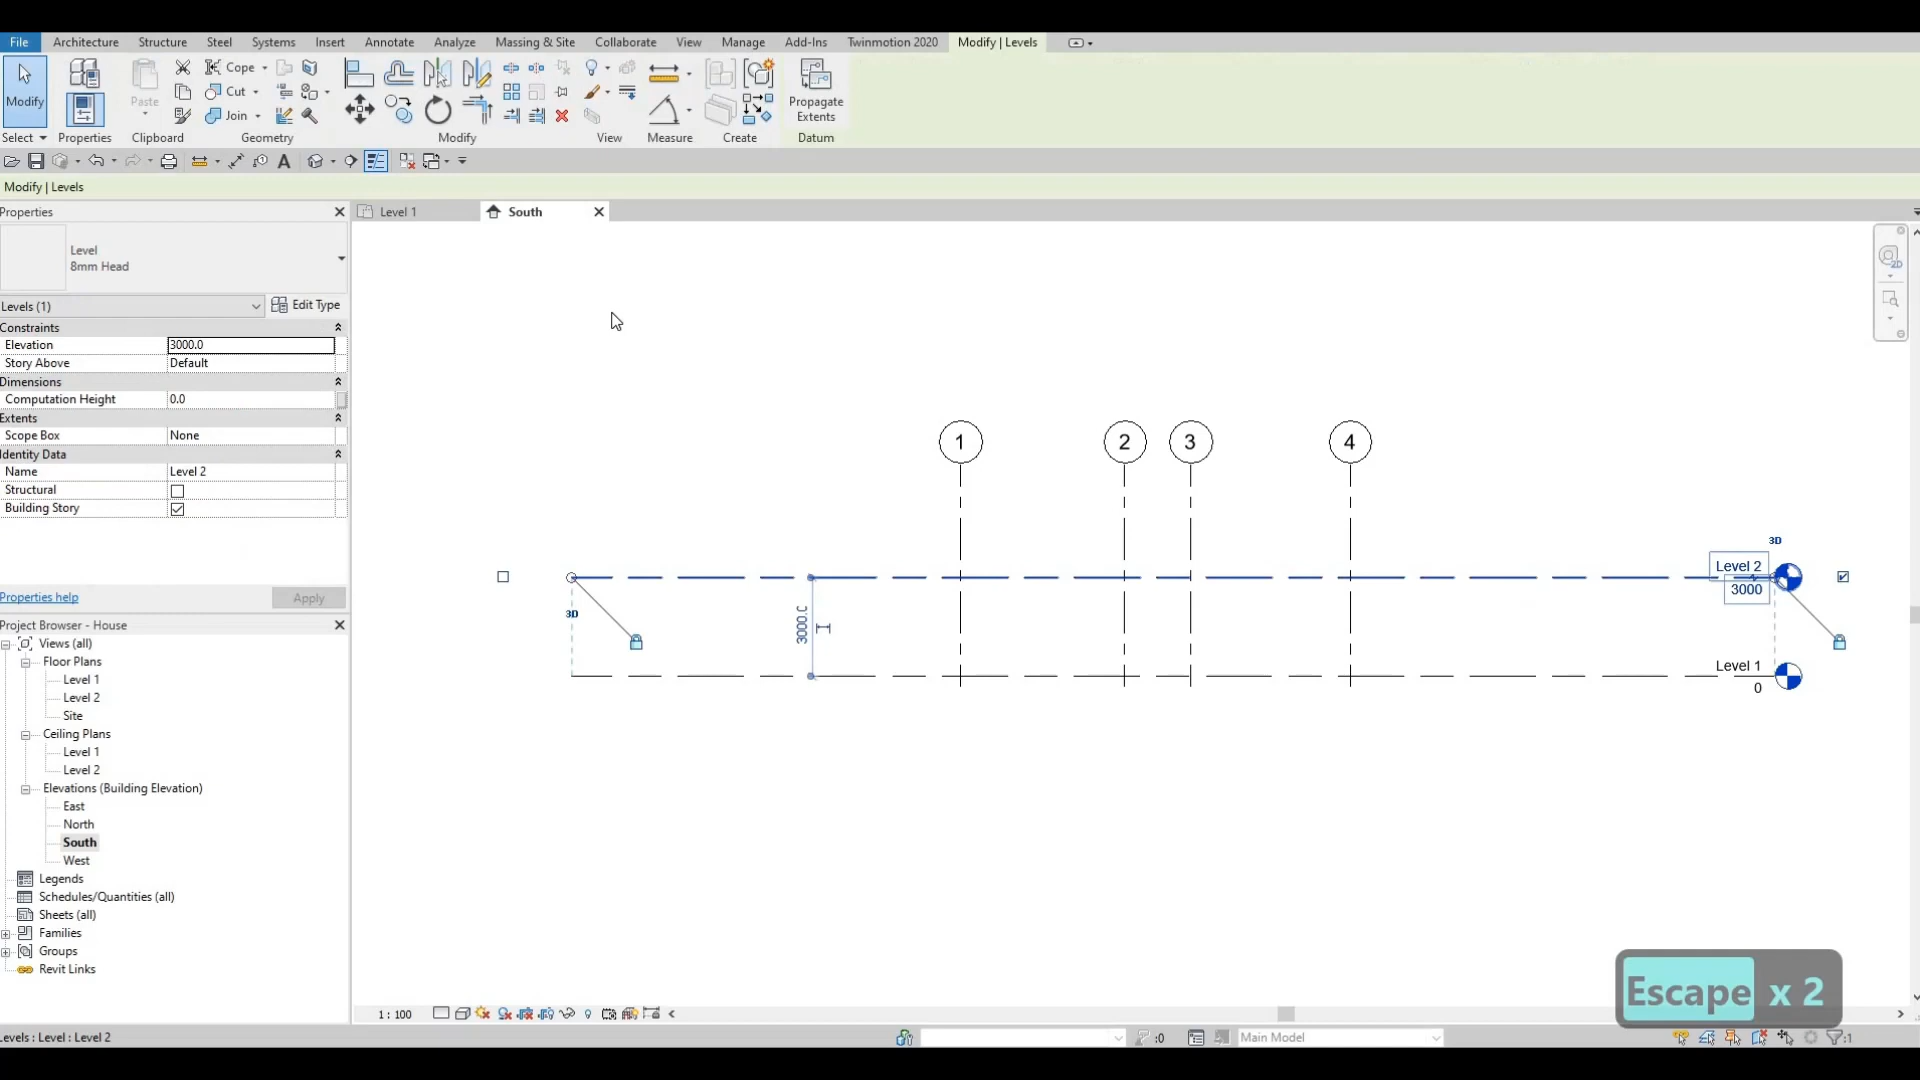 File Architecture Structure Steel Systems Insert Annotate Analyze Massing & Site Collaborate View Manage Add-Ins Twinmotion 2020 Modify | Levels
Modify
Paste
Cope
Cut
Join
Propagate
Extents
Select Properties Clipboard Geometry Modify View Measure Create Datum
Modify | Levels
Properties
Level 1
South
Level
8mm Head
Levels (1)
Edit Type
Constraints
Elevation 3000.0
Story Above Default
Dimensions
Computation Height 0.0
Extents
Scope Box None
Identity Data
Name Level 2
Structural
Building Story
Properties help
Apply
Project Browser - House
Views (all)
Floor Plans
Level 1
Level 2
Site
Ceiling Plans
Level 1
Level 2
Elevations (Building Elevation)
East
North
South
West
Legends
Schedules/Quantities (all)
Sheets (all)
Families
Groups
Revit Links
2D
1 2 3 4
3D
Level 2
3000
3D
3000.0
Level 1
0
Escape x 2
1 : 100
Levels : Level : Level 2
:0
Main Model
:1